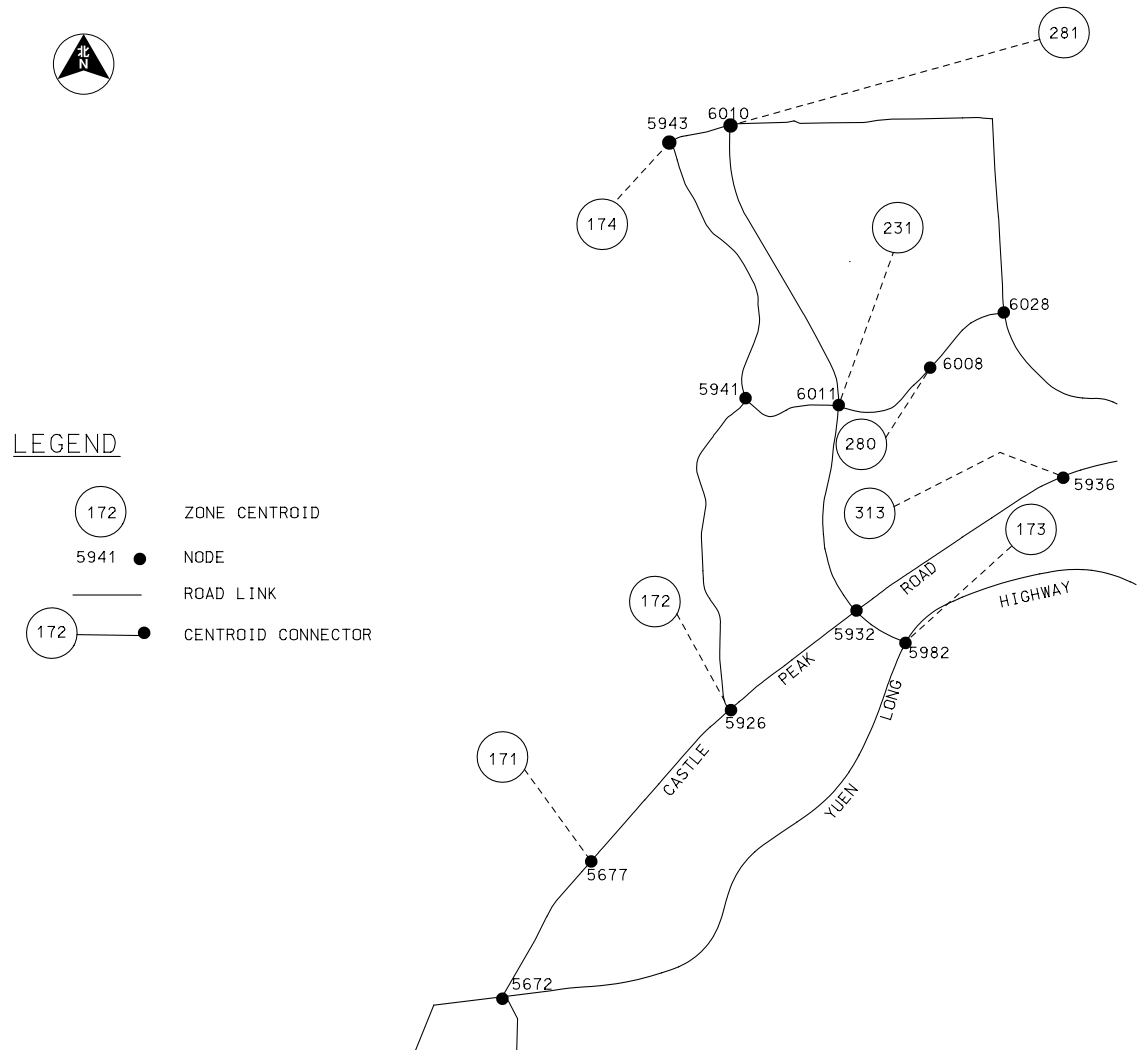 281
北
N
6010
5943
174
231
6028
6008
5941
6011
LEGEND
280
5936
172 ZONE CENTROID
313
173
5941 NODE
ROAD LINK
ROAD
HIGHWAY
172
172 CENTROID CONNECTOR
5932
5982
PEAK
LONG
5926
171
CASTLE
YUEN
5677
5672